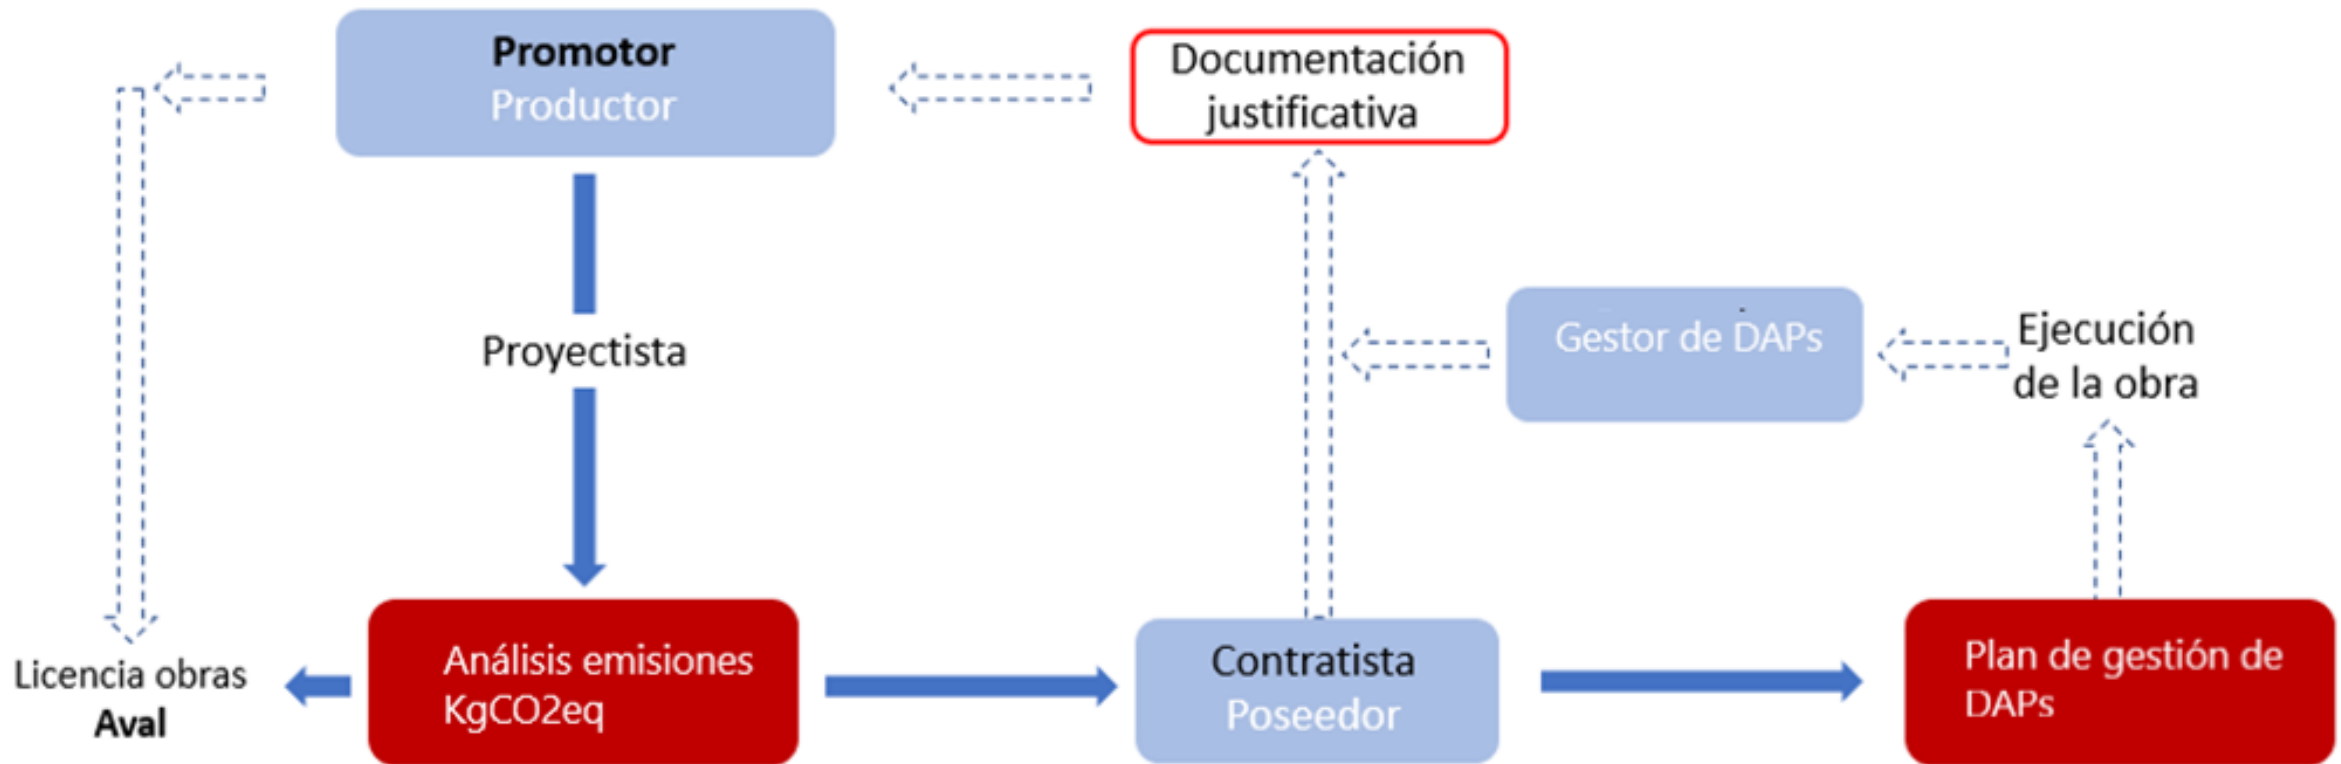 Promotor
Productor
Documentación
justificativa
Proyectista
Gestor de DAPs
Ejecución
de la obra
Licencia obras
Aval
Análisis emisiones
KgCO2eq
Contratista
Poseedor
Plan de gestión de
DAPs